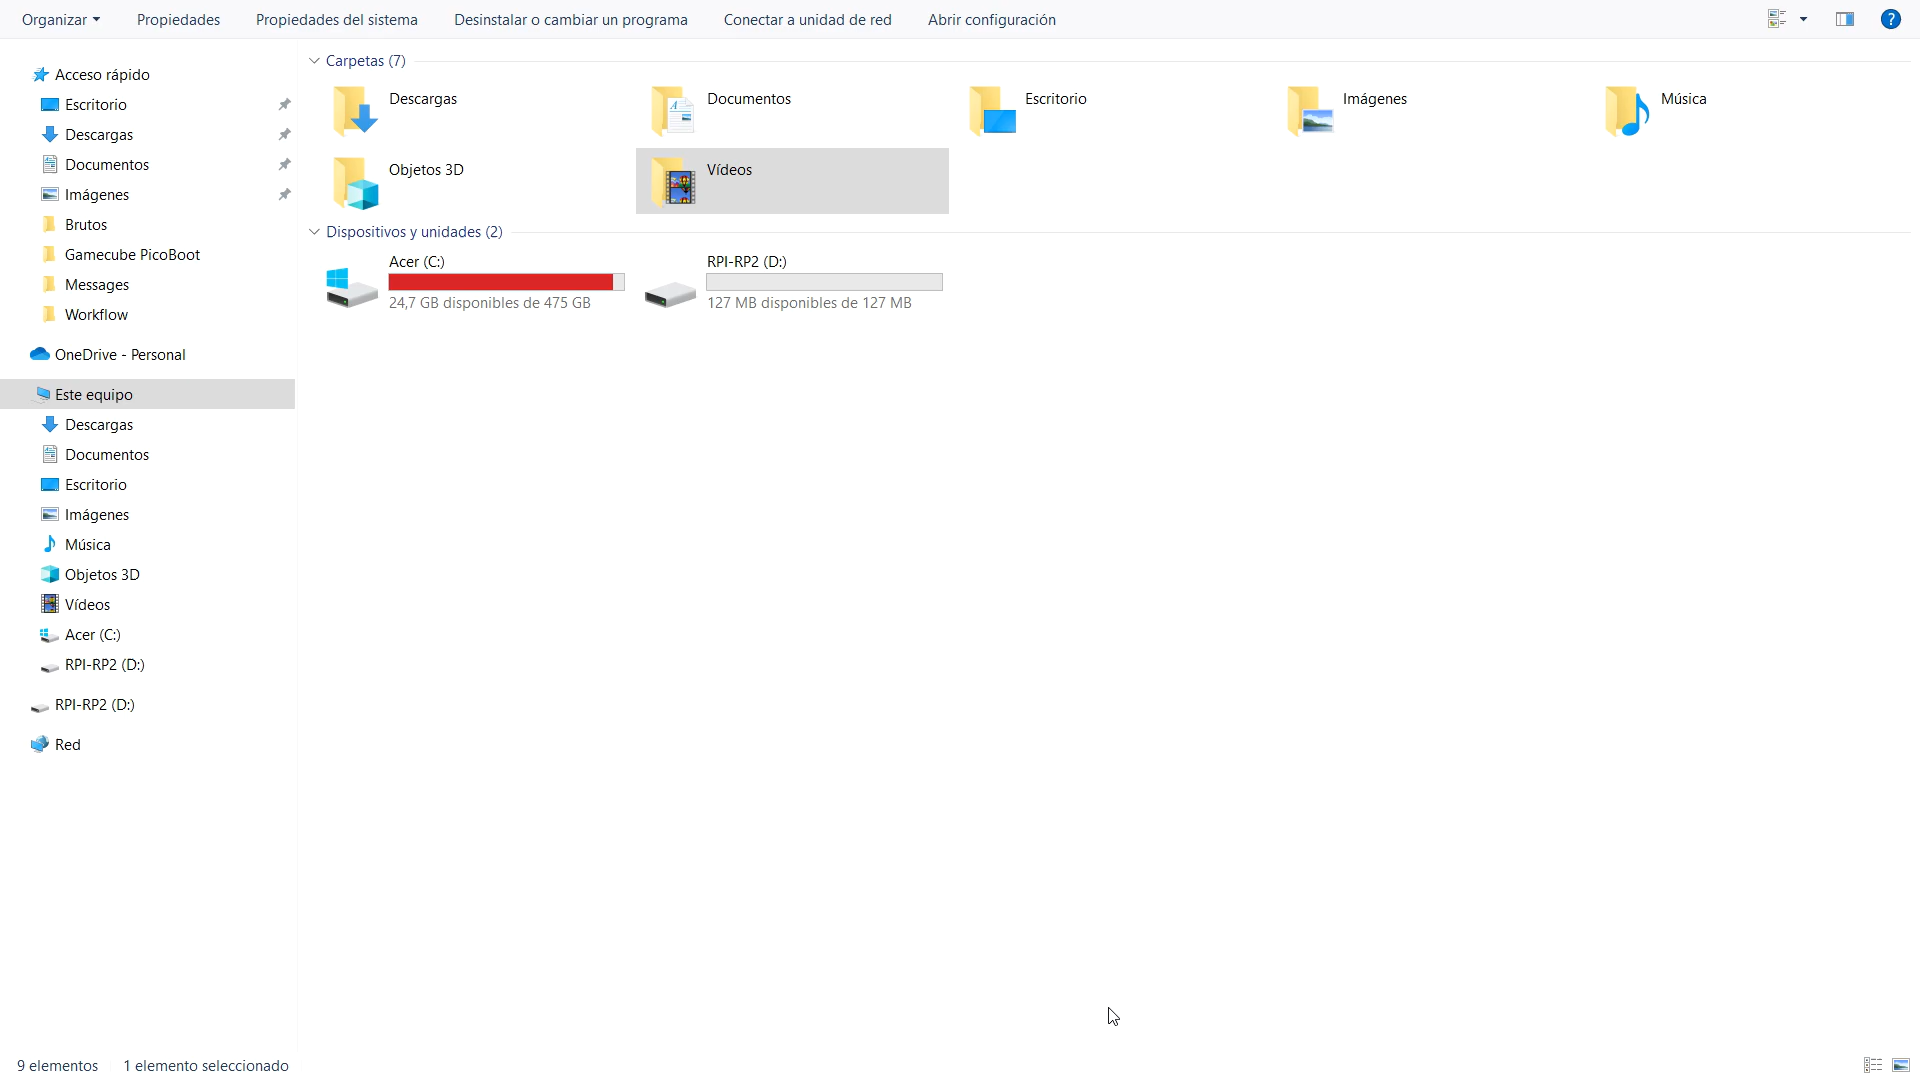 Organizar Propiedades Propiedades del sistema Desinstalar o cambiar un programa Conectar a unidad de red Abrir configuración ?
Acceso rápido
Escritorio
Descargas
Documentos
Imágenes
Brutos
Gamecube PicoBoot
Messages
Workflow
OneDrive - Personal
Este equipo
Descargas
Documentos
Escritorio
Imágenes
Música
Objetos 3D
Vídeos
Acer (C:)
RPI-RP2 (D:)
RPI-RP2 (D:)
Red
Carpetas (7)
Descargas Documentos Escritorio Imágenes Música
Objetos 3D Vídeos
Dispositivos y unidades (2)
Acer (C:) RPI-RP2 (D:)
24,7 GB disponibles de 475 GB 127 MB disponibles de 127 MB
9 elementos 1 elemento seleccionado